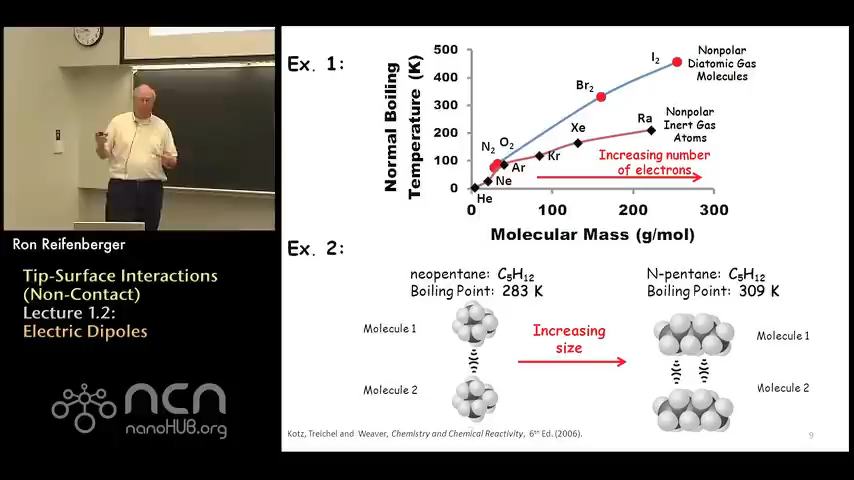 Ron Reifenberger
Tip-Surface Interactions
(Non-Contact)
Lecture 1.2:
Electric Dipoles
ncn
nanoHUB.org
Ex. 1:
Normal Boiling
Temperature (K)
500
400
300
200
100
0
0
100
200
300
Molecular Mass (g/mol)
I2
Nonpolar
Diatomic Gas
Molecules
Br2
Nonpolar
Inert Gas
Atoms
Ra
Xe
N2
O2
Kr
Ar
Ne
He
Increasing number
of electrons
Ex. 2:
neopentane: C5H12
Boiling Point: 283 K
N-pentane: C5H12
Boiling Point: 309 K
Molecule 1
Molecule 2
Increasing
size
Molecule 1
Molecule 2
Kotz, Treichel and Weaver, Chemistry and Chemical Reactivity, 6th Ed. (2006).
9